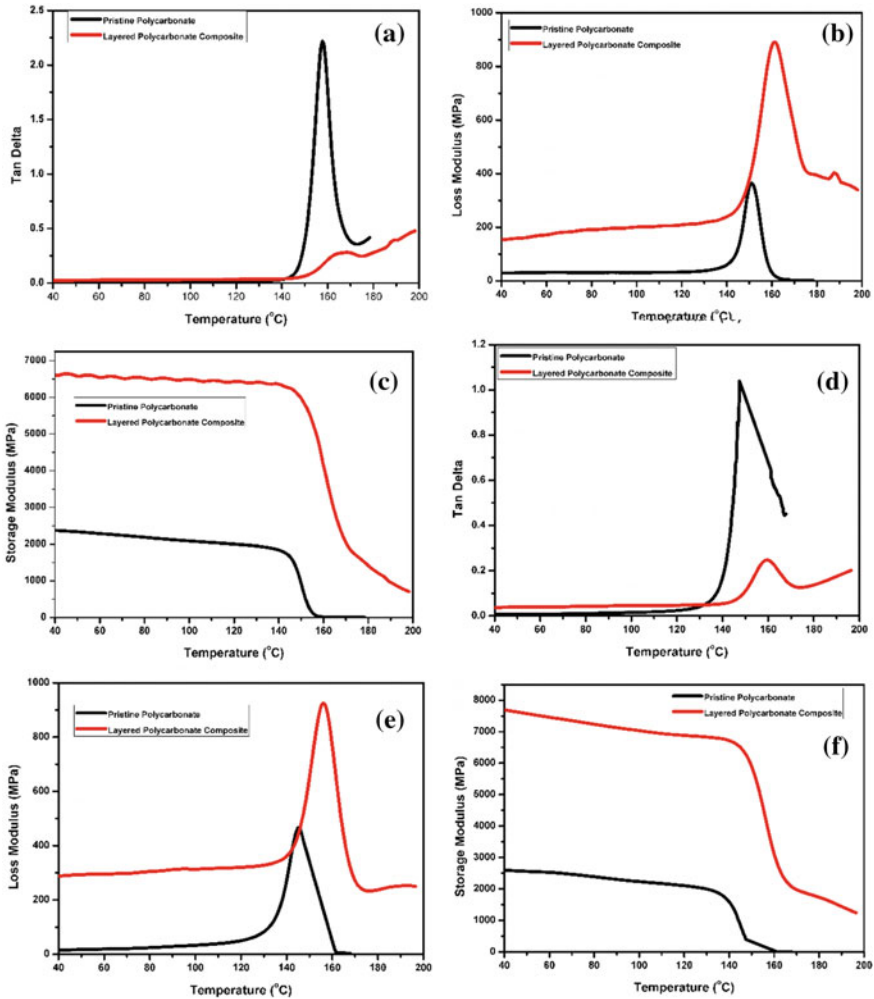 Pristine Polycarbonate
Layered Polycarbonate Composite
(a)
2.5
2.0
1.5
1.0
0.5
0.0
Tan Delta
40 60 80 100 120 140 160 180 200
Temperature (°C)
Pristine Polycarbonate
Layered Polycarbonate Composite
(b)
1000
800
600
400
200
0
Loss Modulus (MPa)
40 60 80 100 120 140 160 180 200
Pristine Polycarbonate
Layered Polycarbonate Composite
(c)
7000
6500
6000
5500
5000
4500
4000
3500
3000
2500
2000
1500
1000
500
0
Storage Modulus (MPa)
40 60 80 100 120 140 160 180 200
Temperature (°C)
Pristine Polycarbonate
Layered Polycarbonate Composite
(d)
1.2
1.0
0.8
0.6
0.4
0.2
0.0
Tan Delta
40 60 80 100 120 140 160 180 200
Temperature (°C)
Pristine Polycarbonate
Layered Polycarbonate Composite
(e)
1000
800
600
400
200
0
Loss Modulus (MPa)
40 60 80 100 120 140 160 180 200
Temperature (°C)
Pristine Polycarbonate
Layered Polycarbonate Composite
(f)
8000
7000
6000
5000
4000
3000
2000
1000
0
Storage Modulus (MPa)
40 60 80 100 120 140 160 180 200
Temperature (°C)